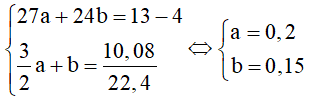 27a + 24b = 13 − 4
3/2 a + b = 10,08/22,4
⇔
a = 0,2
b = 0,15